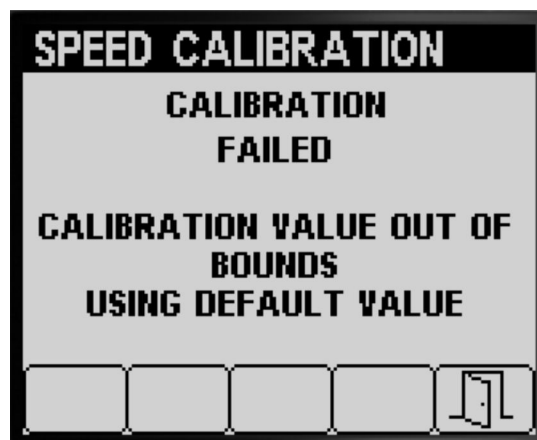 SPEED CALIBRATION
CALIBRATION
FAILED
CALIBRATION VALUE OUT OF
BOUNDS
USING DEFAULT VALUE